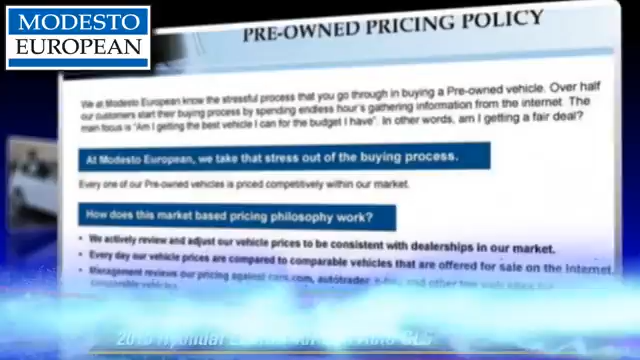 MODESTO
EUROPEAN
PRE-OWNED PRICING POLICY
We at Modesto European know the stressful process that you go through in buying a Pre-owned vehicle. Over half
our customers start their buying process by spending endless hour's gathering information from the internet. The
main focus is "Am I getting the best vehicle I can for the budget I have". In other words, am I getting a fair deal?
At Modesto European, we take that stress out of the buying process.
Every one of our Pre-owned vehicles is priced competitively within our market.
How does this market based pricing philosophy work?
• We actively review and adjust our vehicle prices to be consistent with dealerships in our market.
• Every day our vehicle prices are compared to comparable vehicles that are offered for sale on the Internet.
• Management reviews our pricing against cars.com, autotrader and other
comparable vehicles.
Hyundai